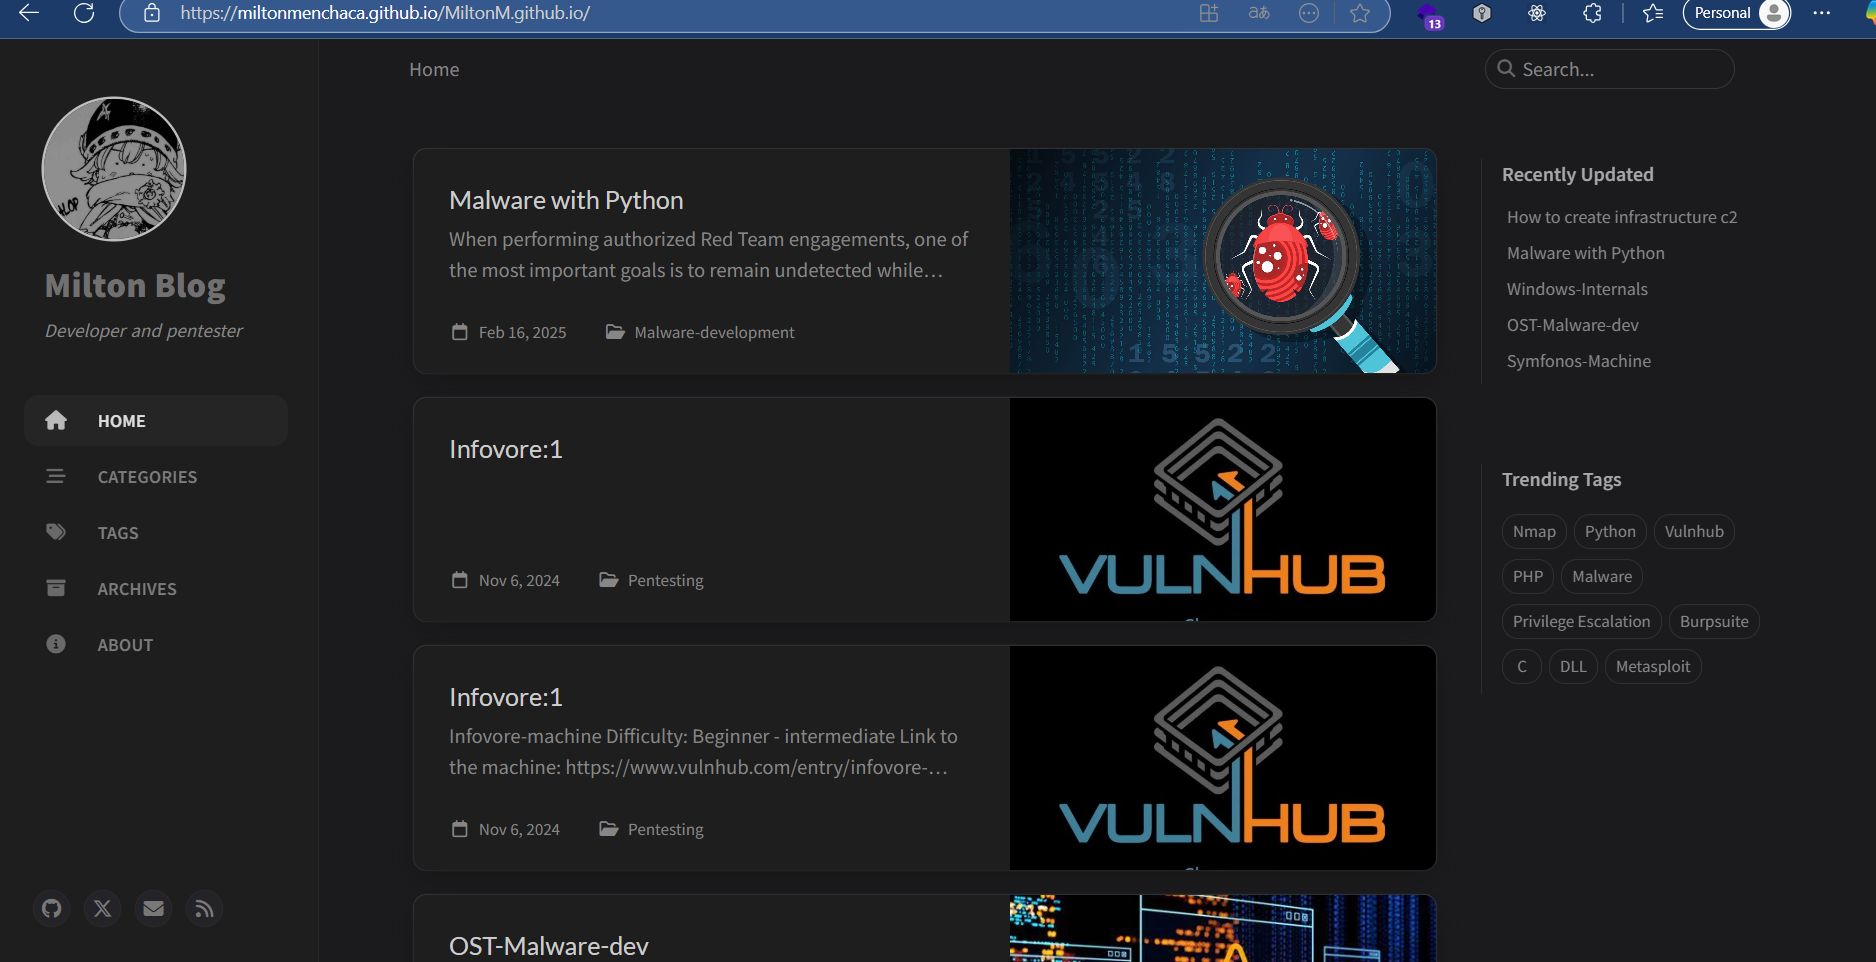 https://miltonmenchaca.github.io/MiltonM.github.io/
13
Personal
Milton Blog
Developer and pentester
HOME
CATEGORIES
TAGS
ARCHIVES
ABOUT
Home
Malware with Python
When performing authorized Red Team engagements, one of
the most important goals is to remain undetected while…
Feb 16, 2025 Malware-development
1 5 5 2 2
Infovore:1
Nov 6, 2024 Pentesting
VULNHUB
Infovore:1
Infovore-machine Difficulty: Beginner - intermediate Link to
the machine: https://www.vulnhub.com/entry/infovore-…
Nov 6, 2024 Pentesting
VULNHUB
OST-Malware-dev
Search...
Recently Updated
How to create infrastructure c2
Malware with Python
Windows-Internals
OST-Malware-dev
Symfonos-Machine
Trending Tags
Nmap Python Vulnhub
PHP Malware
Privilege Escalation Burpsuite
C DLL Metasploit